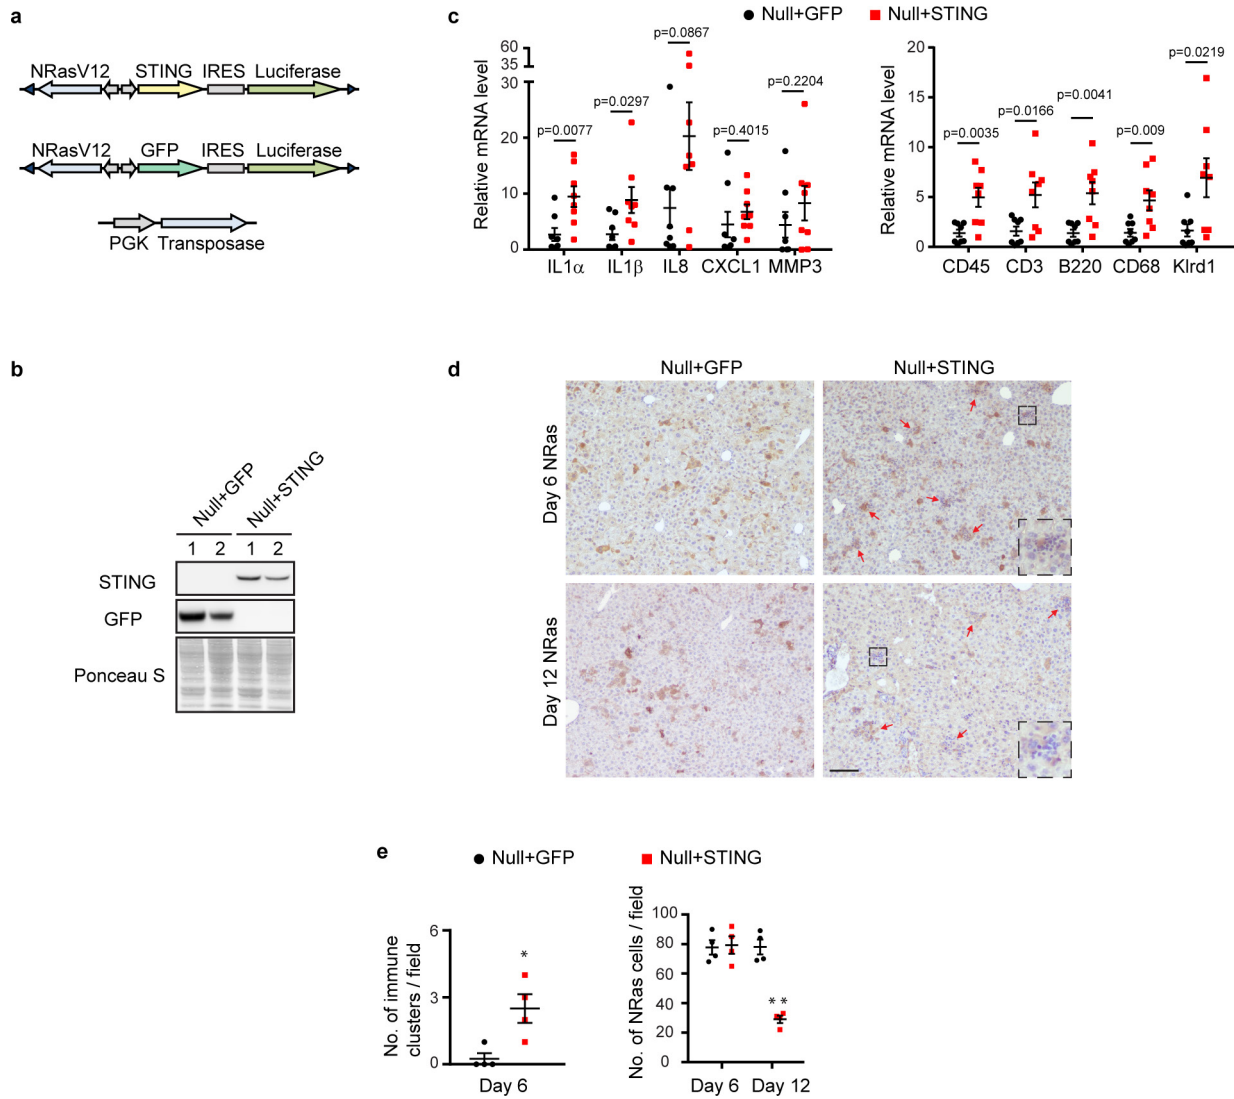 a
NRasV12 STING IRES Luciferase
NRasV12 GFP IRES Luciferase
PGK Transposase
b
Null+GFP Null+STING
1 2 1 2
STING
GFP
Ponceau S
c
Null+GFP Null+STING
Relative mRNA level
60
35
30
20
10
0
p=0.0077
p=0.0297
p=0.0867
p=0.4015
p=0.2204
IL1α IL1β IL8 CXCL1 MMP3
Relative mRNA level
20
15
10
5
0
p=0.0035
p=0.0166
p=0.0041
p=0.009
p=0.0219
CD45 CD3 B220 CD68 Klrd1
d
Null+GFP Null+STING
Day 6 NRas
Day 12 NRas
e
Null+GFP Null+STING
No. of immune
clusters / field
6
3
0
*
Day 6
No. of NRas cells / field
100
80
60
40
20
0
**
Day 6 Day 12